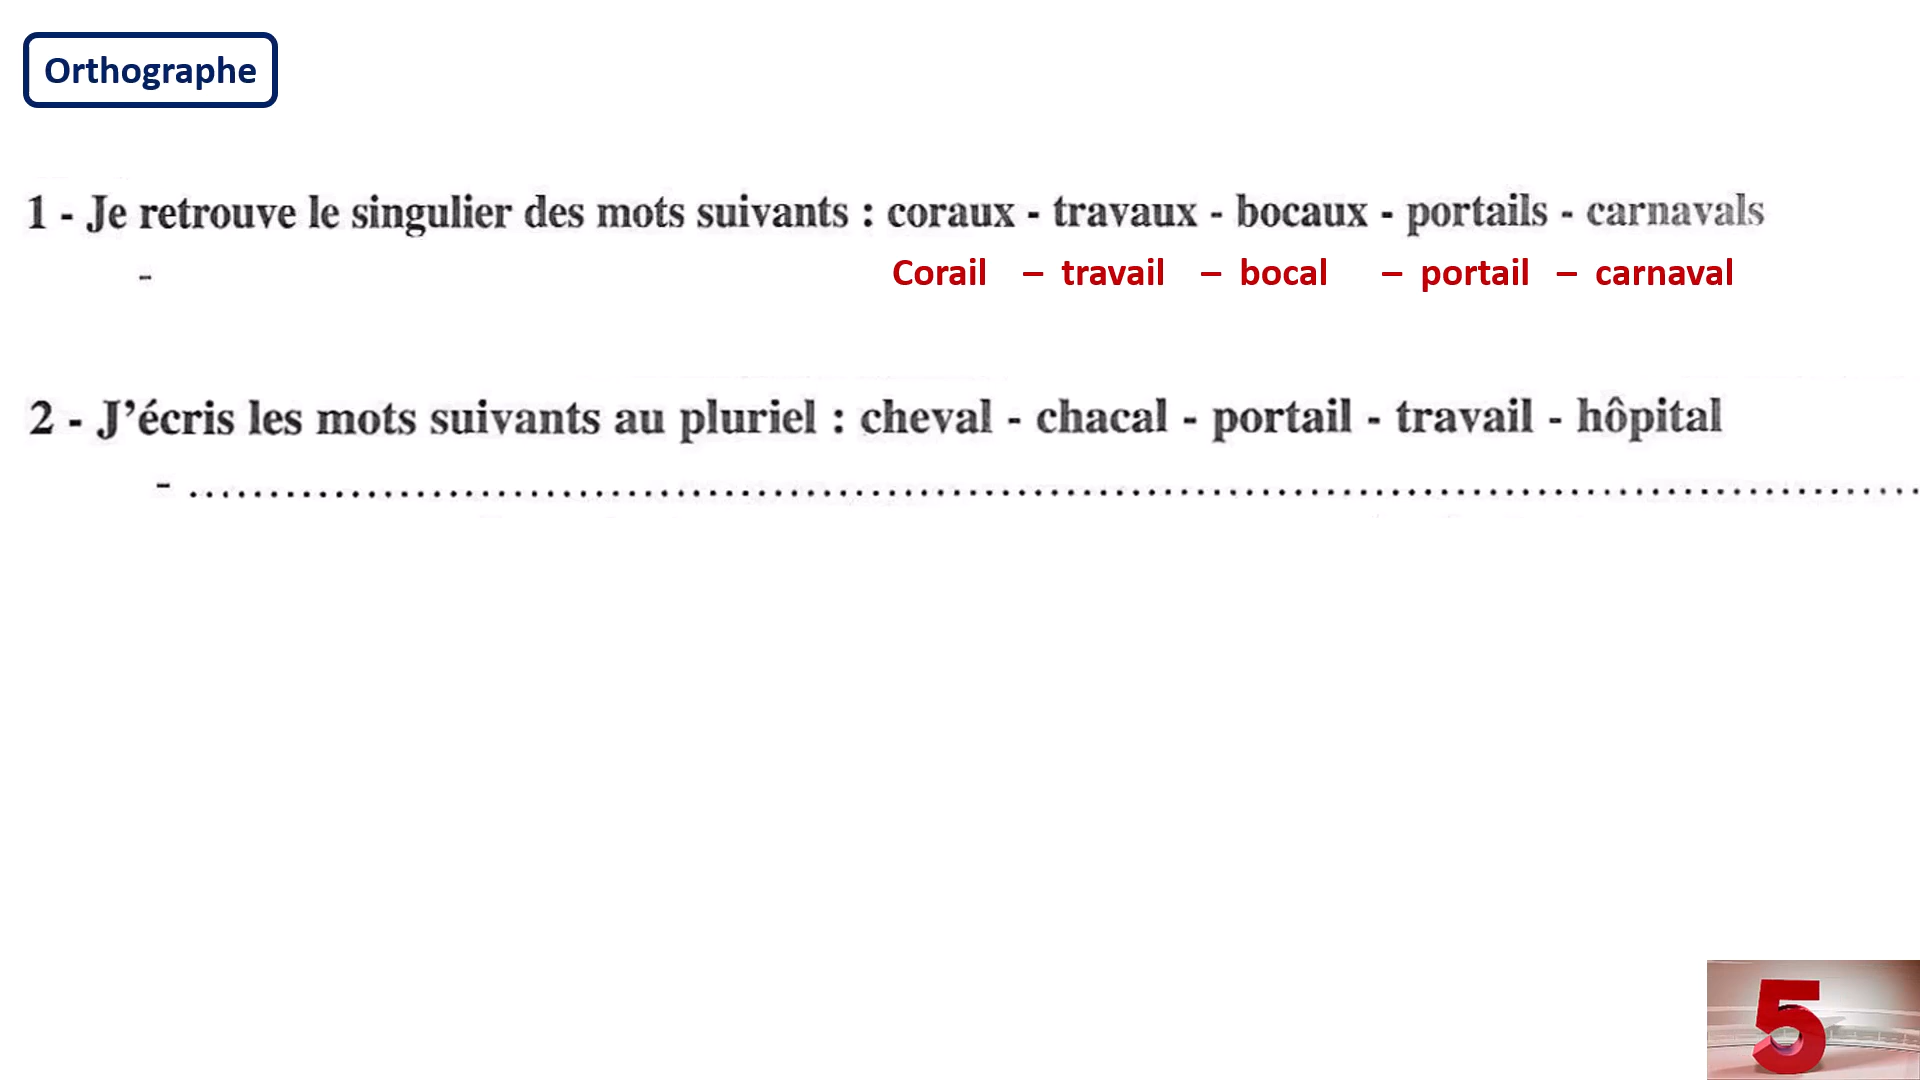 Orthographe
1 - Je retrouve le singulier des mots suivants : coraux - travaux - bocaux - portails - carnavals
- Corail – travail – bocal – portail – carnaval
2 - J’écris les mots suivants au pluriel : cheval - chacal - portail - travail - hôpital
- ........................................................................................
5